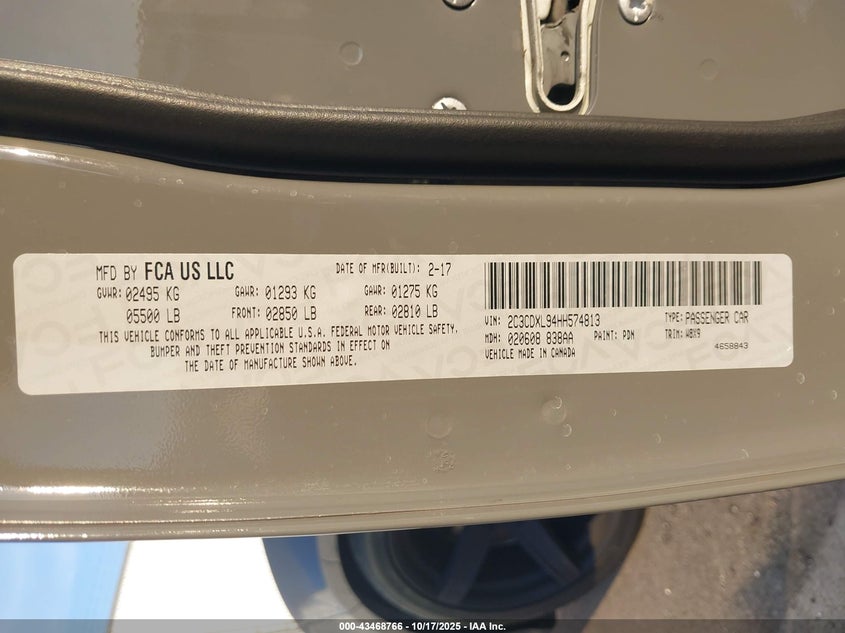 MFD BY FCA US LLC
DATE OF MFR(BUILT): 2-17
GVWR: 02495 KG GAWR: 01293 KG GAWR: 01275 KG
05500 LB FRONT: 02850 LB REAR: 02810 LB
THIS VEHICLE CONFORMS TO ALL APPLICABLE U.S.A. FEDERAL MOTOR VEHICLE SAFETY,
BUMPER AND THEFT PREVENTION STANDARDS IN EFFECT ON
THE DATE OF MANUFACTURE SHOWN ABOVE.
VIN: 2C3CDXL94HH574813 TYPE: PASSENGER CAR
MDH: 020608 838AA PAINT: PDN TRIM: W8X9
VEHICLE MADE IN CANADA 4658843
000-43468766 - 10/17/2025 - IAA Inc.